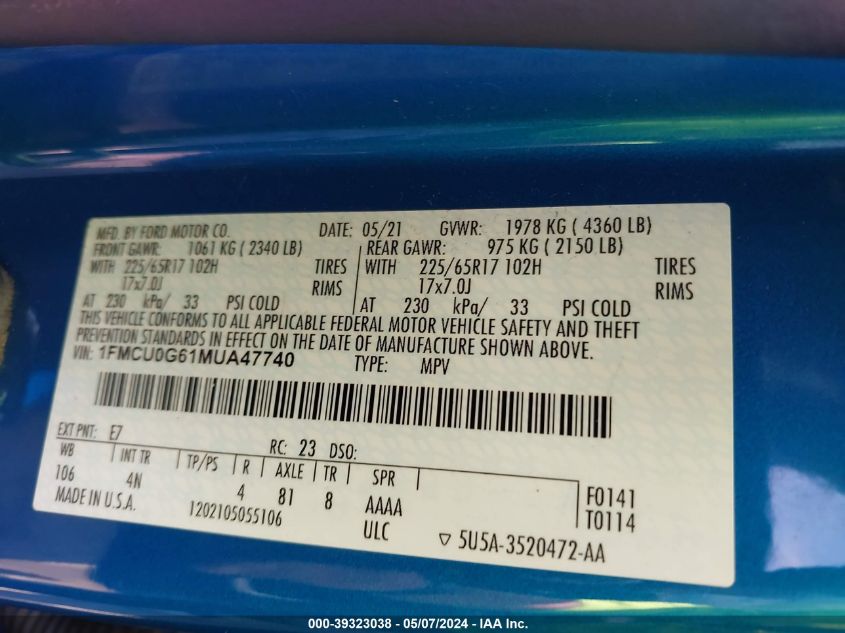 MFD. BY FORD MOTOR CO. DATE: 05/21 GVWR: 1978 KG ( 4360 LB)
FRONT GAWR: 1061 KG ( 2340 LB) REAR GAWR: 975 KG ( 2150 LB)
WITH 225/65R17 102H TIRES WITH 225/65R17 102H TIRES
17x7.0J RIMS 17x7.0J RIMS
AT 230 kPa/ 33 PSI COLD AT 230 kPa/ 33 PSI COLD
THIS VEHICLE CONFORMS TO ALL APPLICABLE FEDERAL MOTOR VEHICLE SAFETY AND THEFT
PREVENTION STANDARDS IN EFFECT ON THE DATE OF MANUFACTURE SHOWN ABOVE.
VIN: 1FMCU0G61MUA47740 TYPE: MPV
EXT PNT: E7 RC: 23 DSO:
WB INT TR TP/PS R AXLE TR SPR
106 4N 4 81 8 AAAA F0141
MADE IN U.S.A. 1202105055106 ULC T0114
▽ 5U5A-3520472-AA
000-39323038 - 05/07/2024 - IAA Inc.